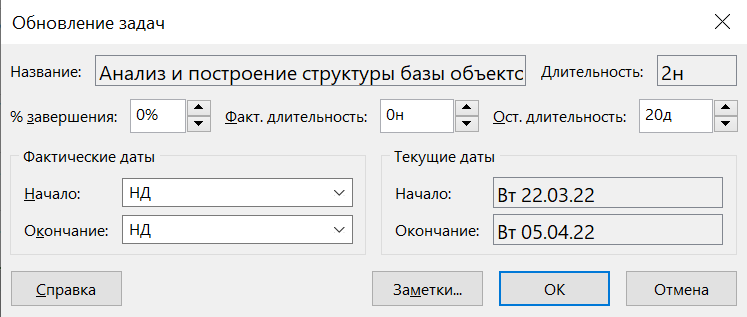 Обновление задач
Название: Анализ и построение структуры базы объекто Длительность: 2н
% завершения: 0% Факт. длительность: 0н Ост. длительность: 20д
Фактические даты
Начало: НД
Окончание: НД
Текущие даты
Начало: Вт 22.03.22
Окончание: Вт 05.04.22
Справка Заметки... ОК Отмена